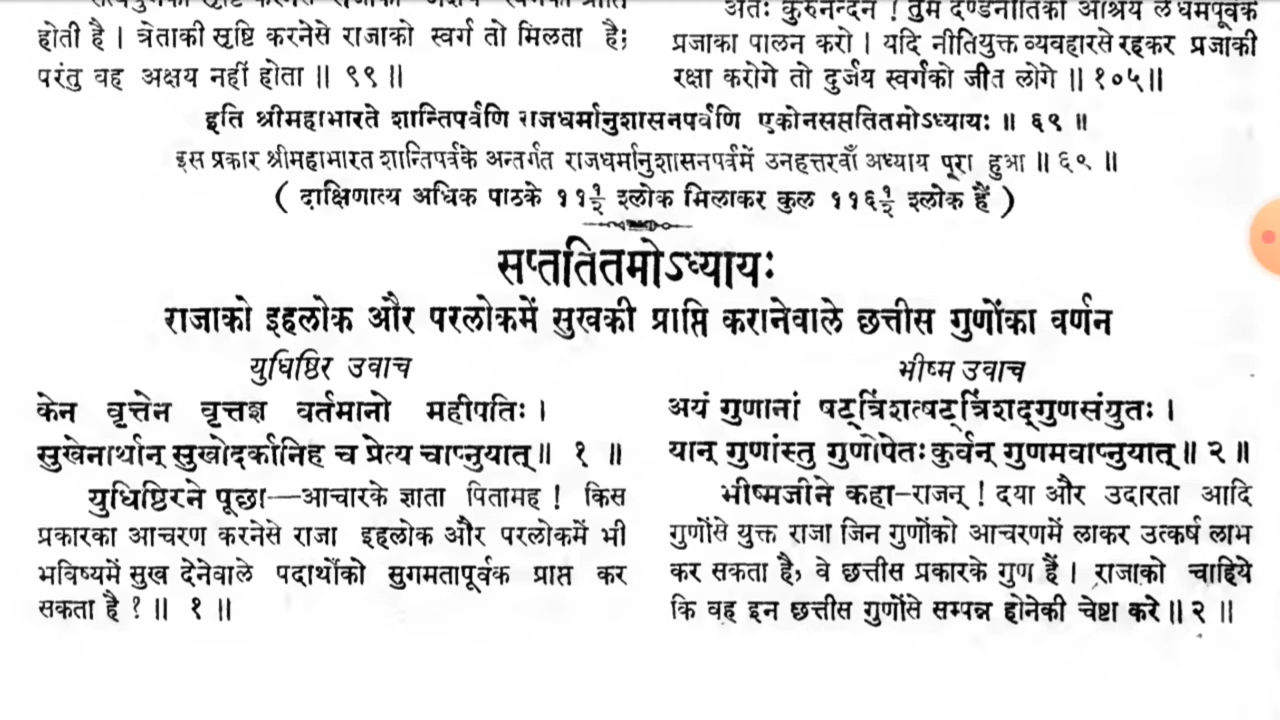 होती है । त्रेताकी सृष्टि करनेसे राजाको स्वर्ग तो मिलता है;
परंतु वह अक्षय नहीं होता ॥ ९९ ॥
अतः कुरुनन्दन ! तुम दण्डनीतिका आश्रय ले धर्मपूर्वक
प्रजाका पालन करो । यदि नीतियुक्त व्यवहारसे रहकर प्रजाकी
रक्षा करोगे तो दुर्जय स्वर्गको जीत लोगे ॥ १०५॥
इति श्रीमहाभारते शान्तिपर्वणि राजधर्मानुशासनपर्वणि एकोनसप्ततितमोऽध्यायः ॥ ६९ ॥
इस प्रकार श्रीमहाभारत शान्तिपर्वके अन्तर्गत राजधर्मानुशासनपर्वमें उनहत्तरवाँ अध्याय पूरा हुआ ॥ ६९ ॥
( दाक्षिणात्य अधिक पाठके ११½ श्लोक मिलाकर कुल ११६½ श्लोक हैं )
सप्ततितमोऽध्यायः
राजाको इहलोक और परलोकमें सुखकी प्राप्ति करानेवाले छत्तीस गुणोंका वर्णन
युधिष्ठिर उवाच
केन वृत्तेन वृत्तज्ञ वर्तमानो महीपतिः ।
सुखेनार्थान् सुखोदर्कानिह च प्रेत्य चाप्नुयात्॥ १ ॥
युधिष्ठिरने पूछा—आचारके ज्ञाता पितामह ! किस
प्रकारका आचरण करनेसे राजा इहलोक और परलोकमें भी
भविष्यमें सुख देनेवाले पदार्थोंको सुगमतापूर्वक प्राप्त कर
सकता है ? ॥ १ ॥
भीष्म उवाच
अयं गुणानां षट्त्रिंशत्षट्त्रिंशद्गुणसंयुतः ।
यान् गुणांस्तु गुणोपेतः कुर्वन् गुणमवाप्नुयात् ॥ २ ॥
भीष्मजीने कहा—राजन् ! दया और उदारता आदि
गुणोंसे युक्त राजा जिन गुणोंको आचरणमें लाकर उत्कर्ष लाभ
कर सकता है, वे छत्तीस प्रकारके गुण हैं । राजाको चाहिये
कि वह इन छत्तीस गुणोंसे सम्पन्न होनेकी चेष्टा करे ॥ २ ॥